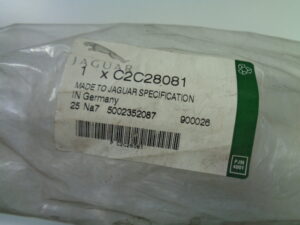 JAGUAR
1 x C2C28081
MADE TO JAGUAR SPECIFICATION
IN Germany
25 Na7 5002352087 900026